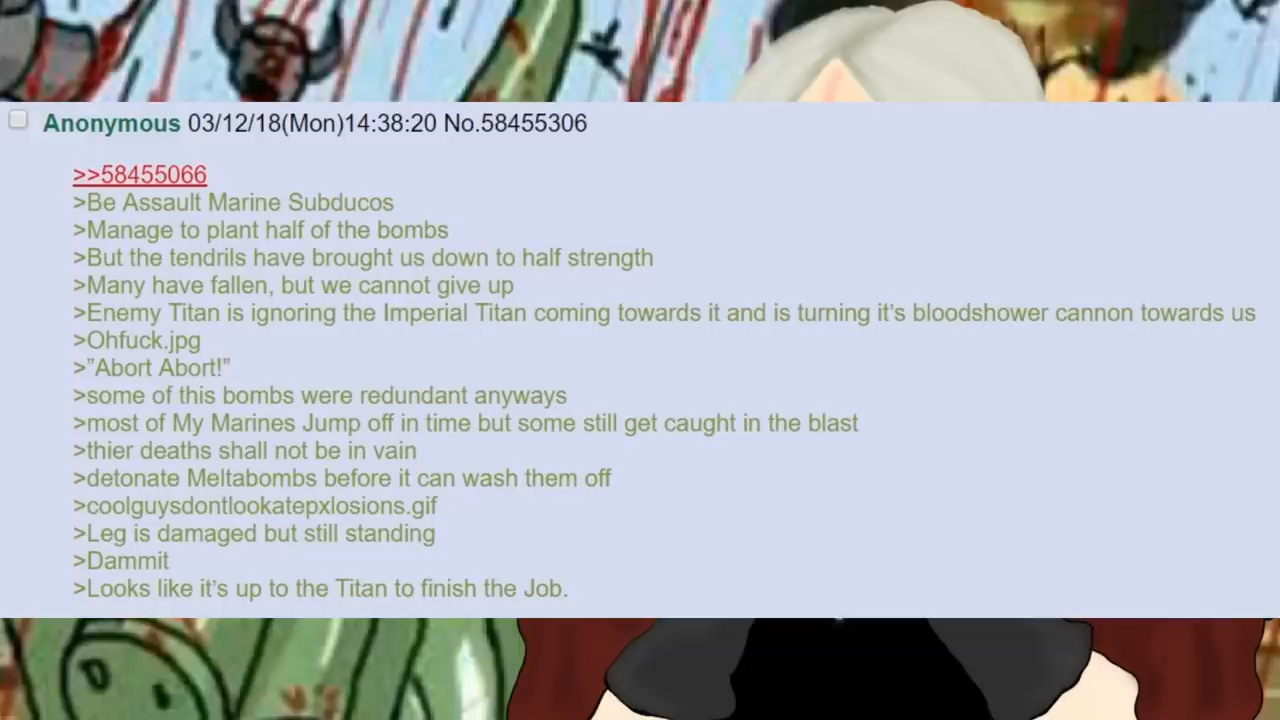 Anonymous 03/12/18(Mon)14:38:20 No.58455306
>>58455066
>Be Assault Marine Subducos
>Manage to plant half of the bombs
>But the tendrils have brought us down to half strength
>Many have fallen, but we cannot give up
>Enemy Titan is ignoring the Imperial Titan coming towards it and is turning it’s bloodshower cannon towards us
>Ohfuck.jpg
>”Abort Abort!”
>some of this bombs were redundant anyways
>most of My Marines Jump off in time but some still get caught in the blast
>thier deaths shall not be in vain
>detonate Meltabombs before it can wash them off
>coolguysdontlookatepxlosions.gif
>Leg is damaged but still standing
>Dammit
>Looks like it’s up to the Titan to finish the Job.